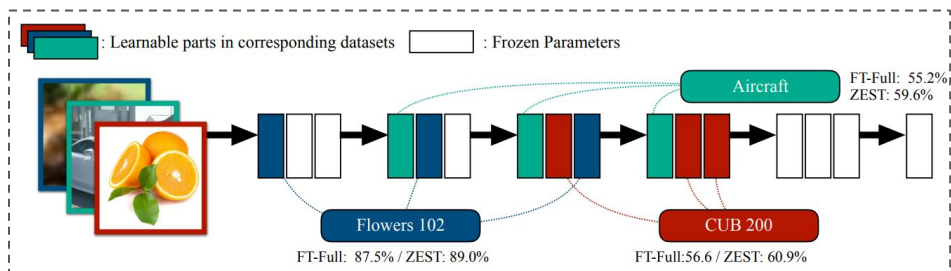 : Learnable parts in corresponding datasets
: Frozen Parameters
Aircraft
FT-Full: 55.2%
ZEST: 59.6%
Flowers 102
CUB 200
FT-Full: 87.5% / ZEST: 89.0%
FT-Full:56.6 / ZEST: 60.9%